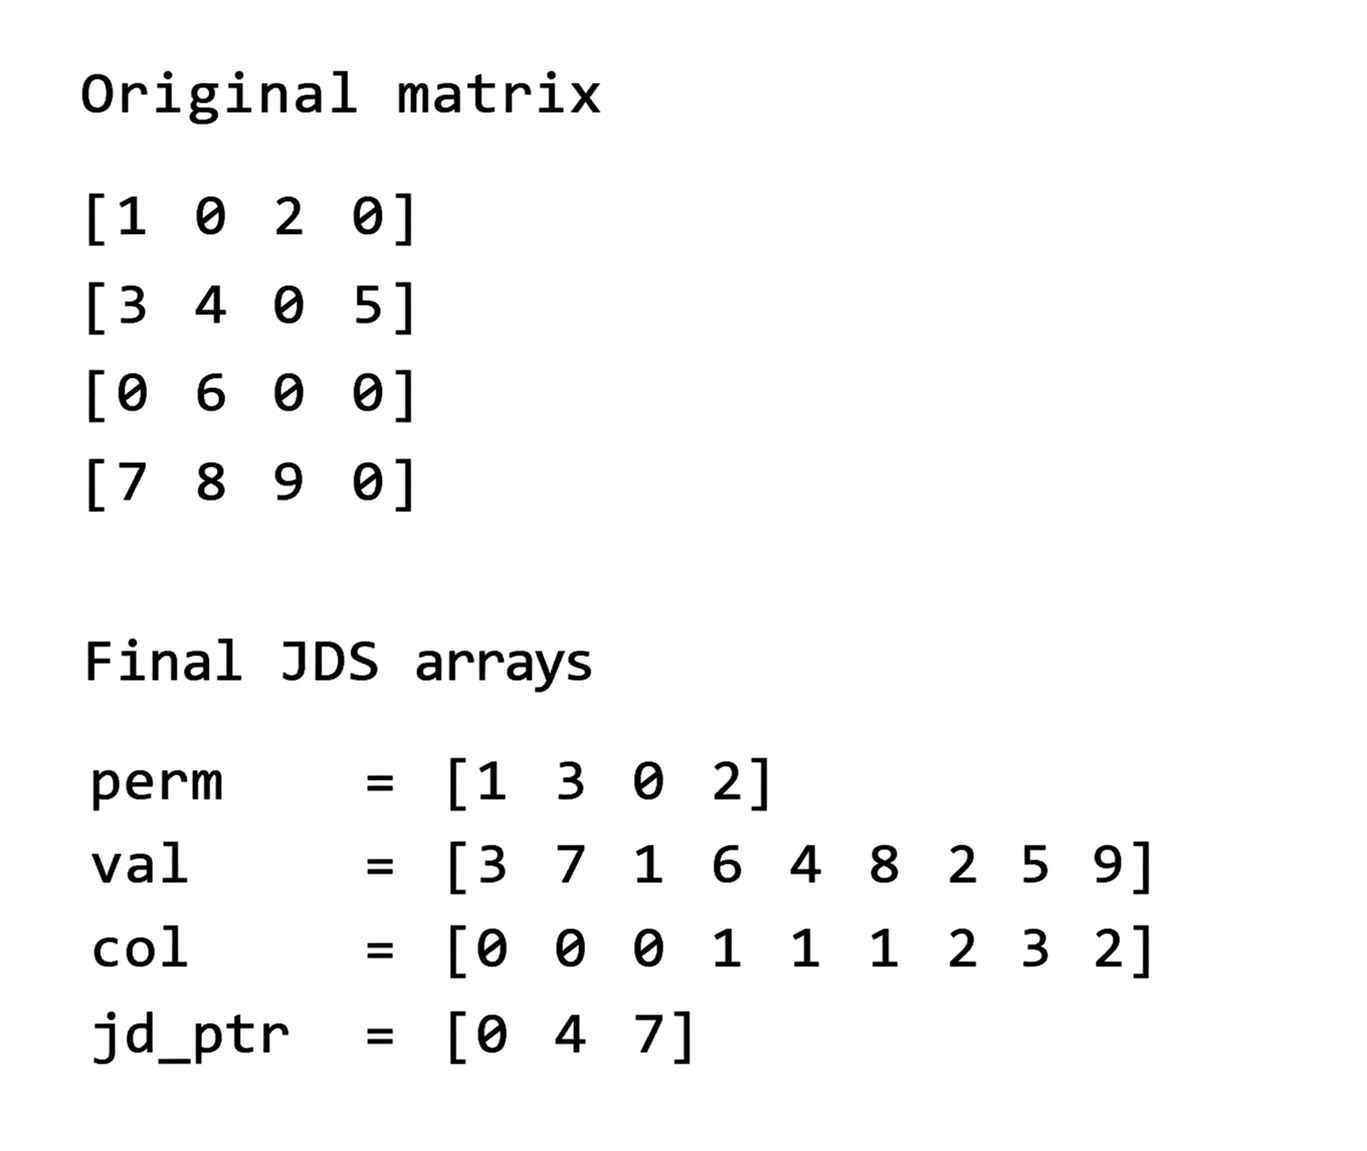 Original matrix
[1 0 2 0]
[3 4 0 5]
[0 6 0 0]
[7 8 9 0]
Final JDS arrays
perm = [1 3 0 2]
val = [3 7 1 6 4 8 2 5 9]
col = [0 0 0 1 1 1 2 3 2]
jd_ptr = [0 4 7]